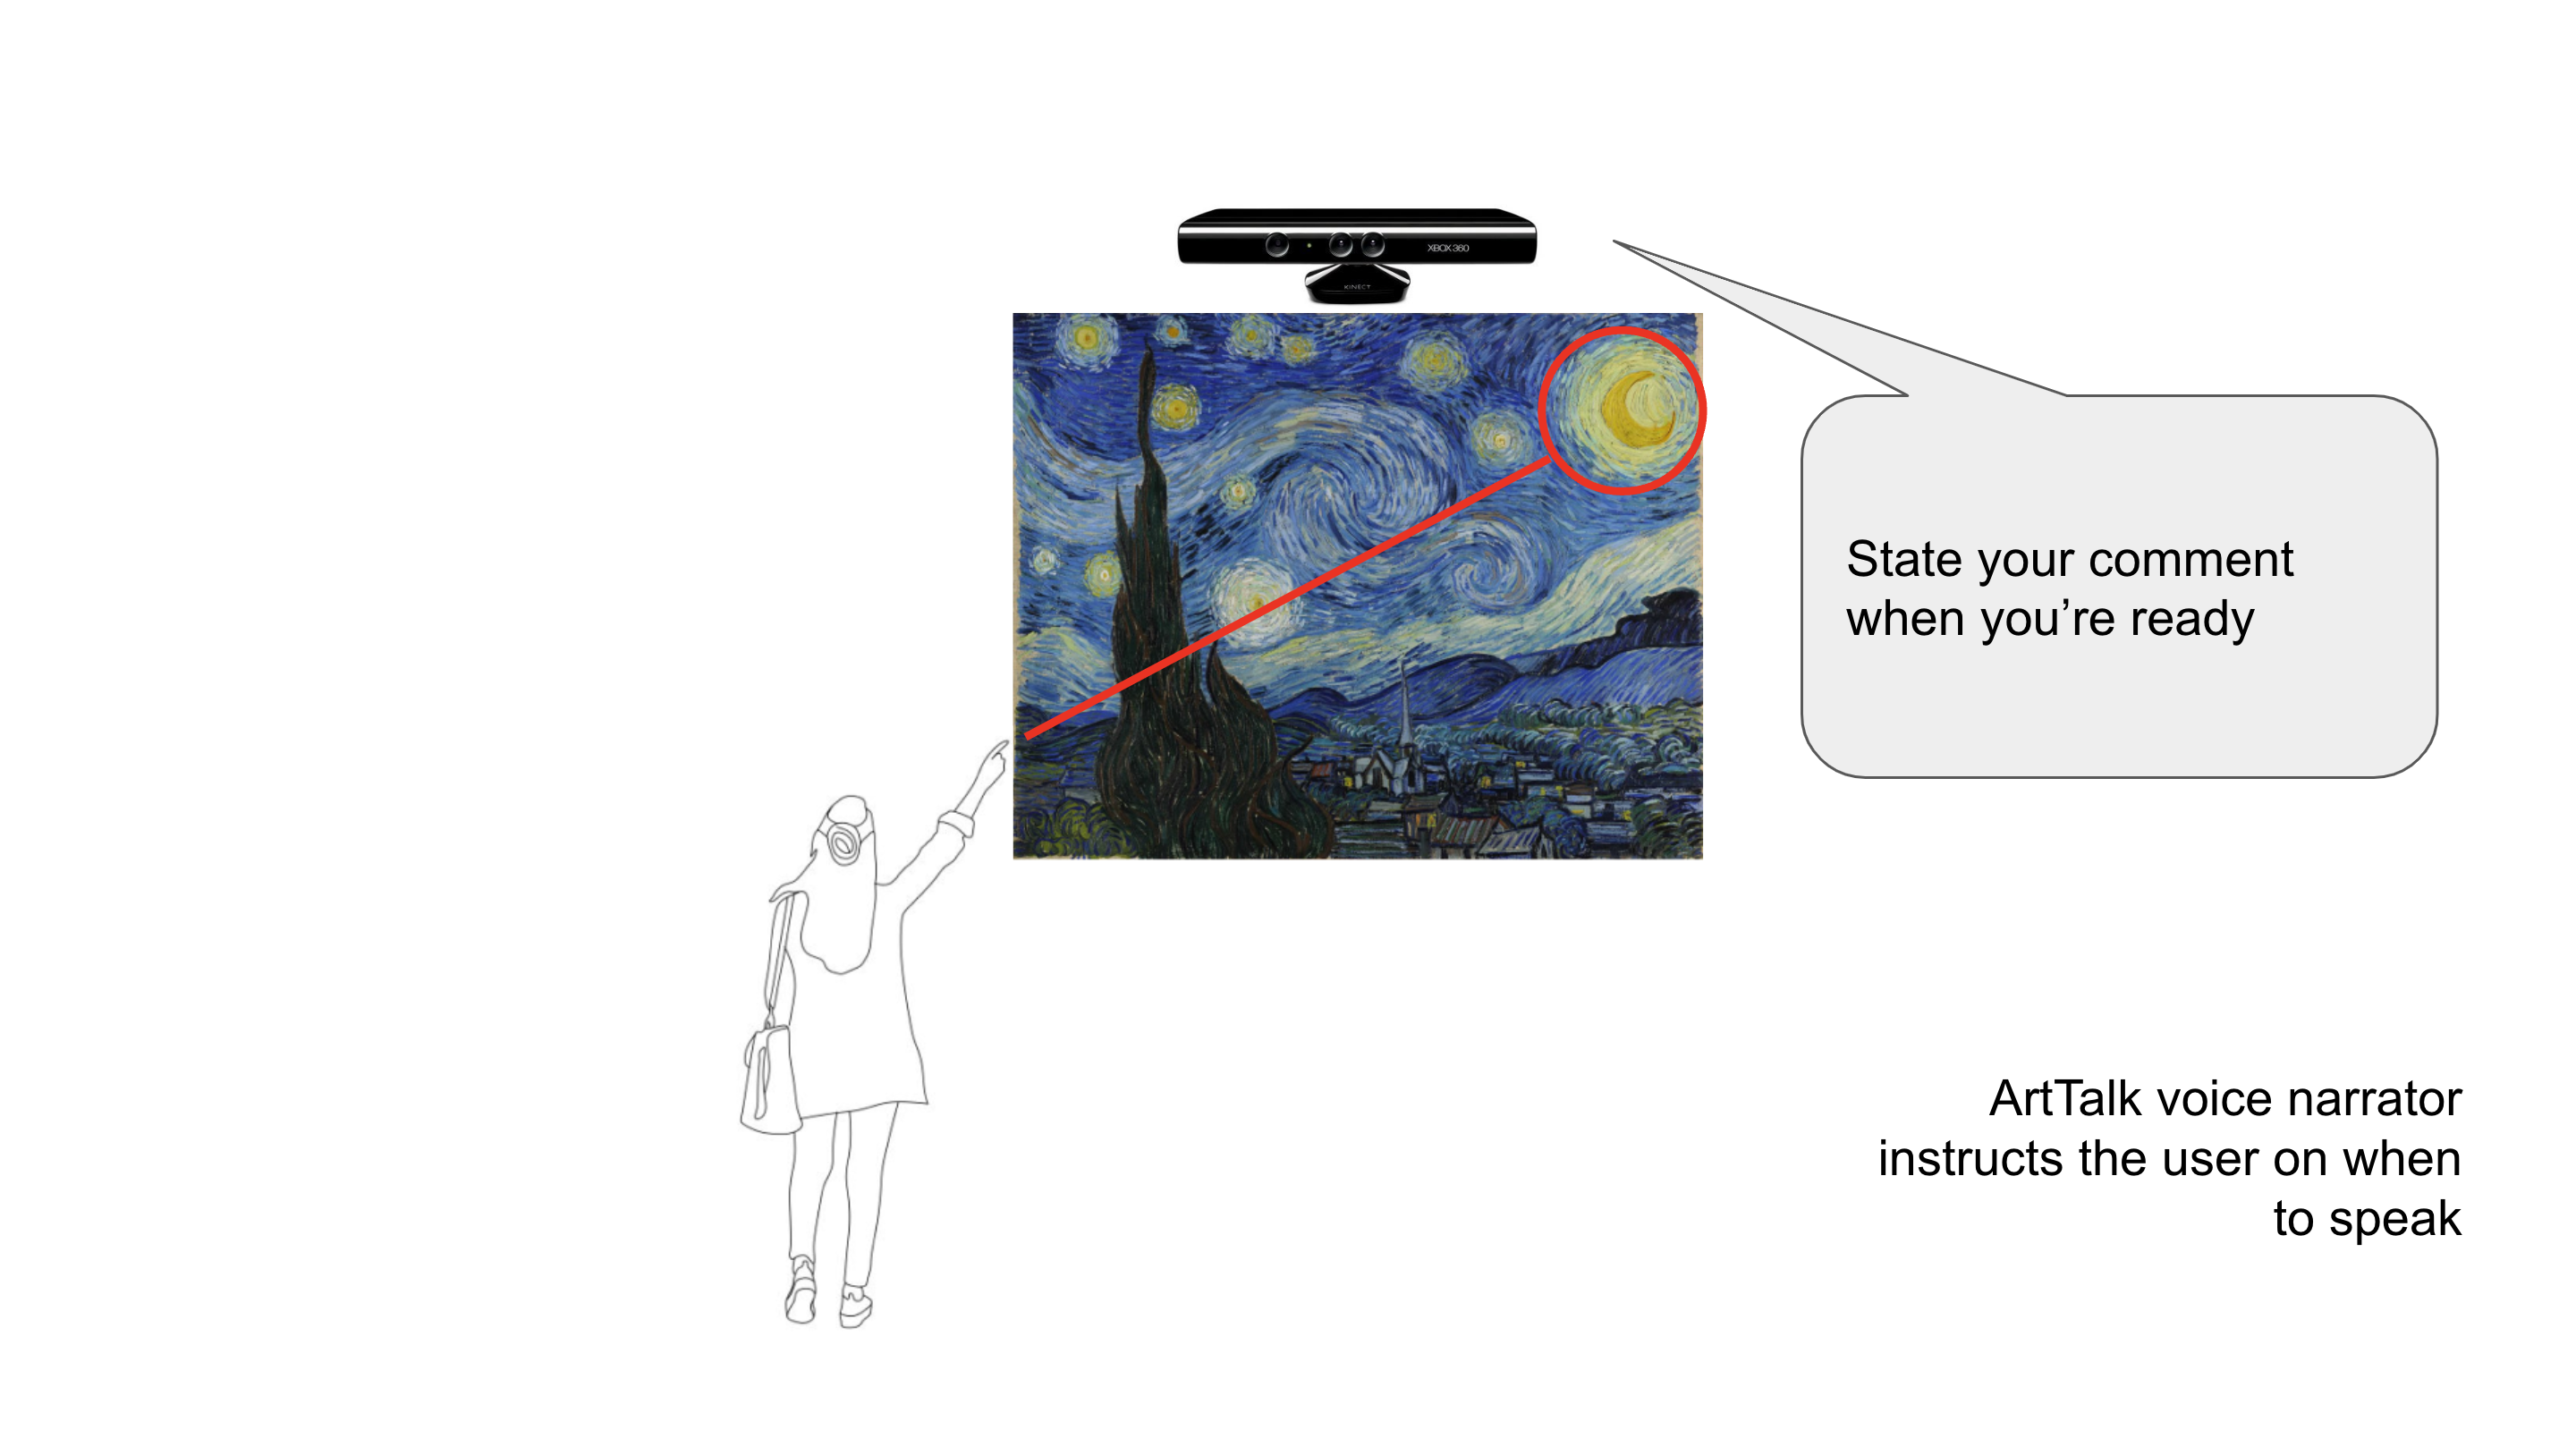 XBOX 360
KINECT
State your comment
when you’re ready
ArtTalk voice narrator
instructs the user on when
to speak